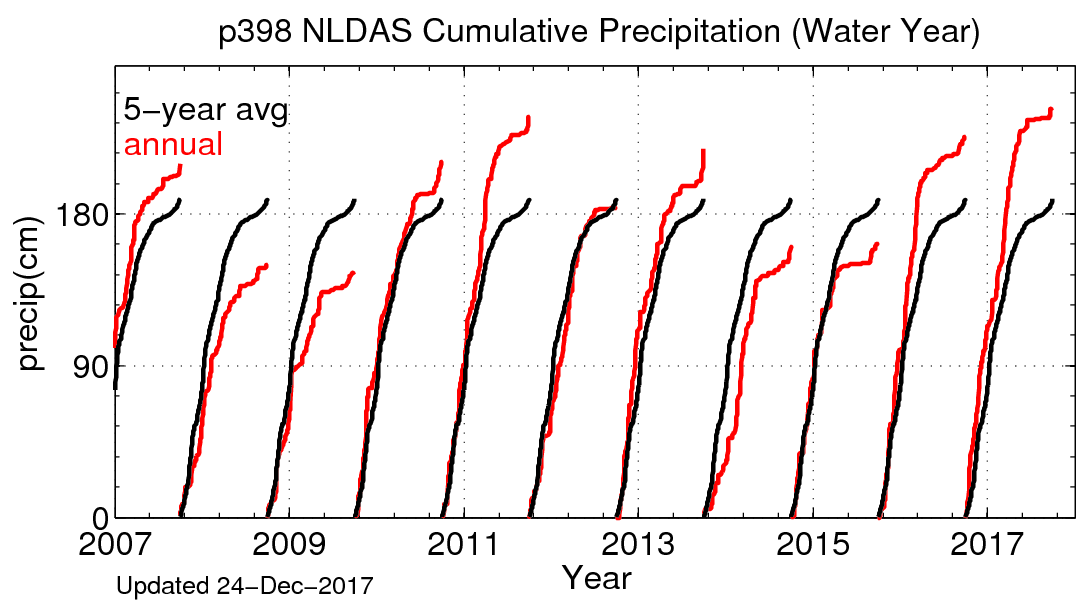 p398 NLDAS Cumulative Precipitation (Water Year)
5−year avg
annual
precip(cm)
180
90
0
2007 2009 2011 2013 2015 2017
Year
Updated 24−Dec−2017